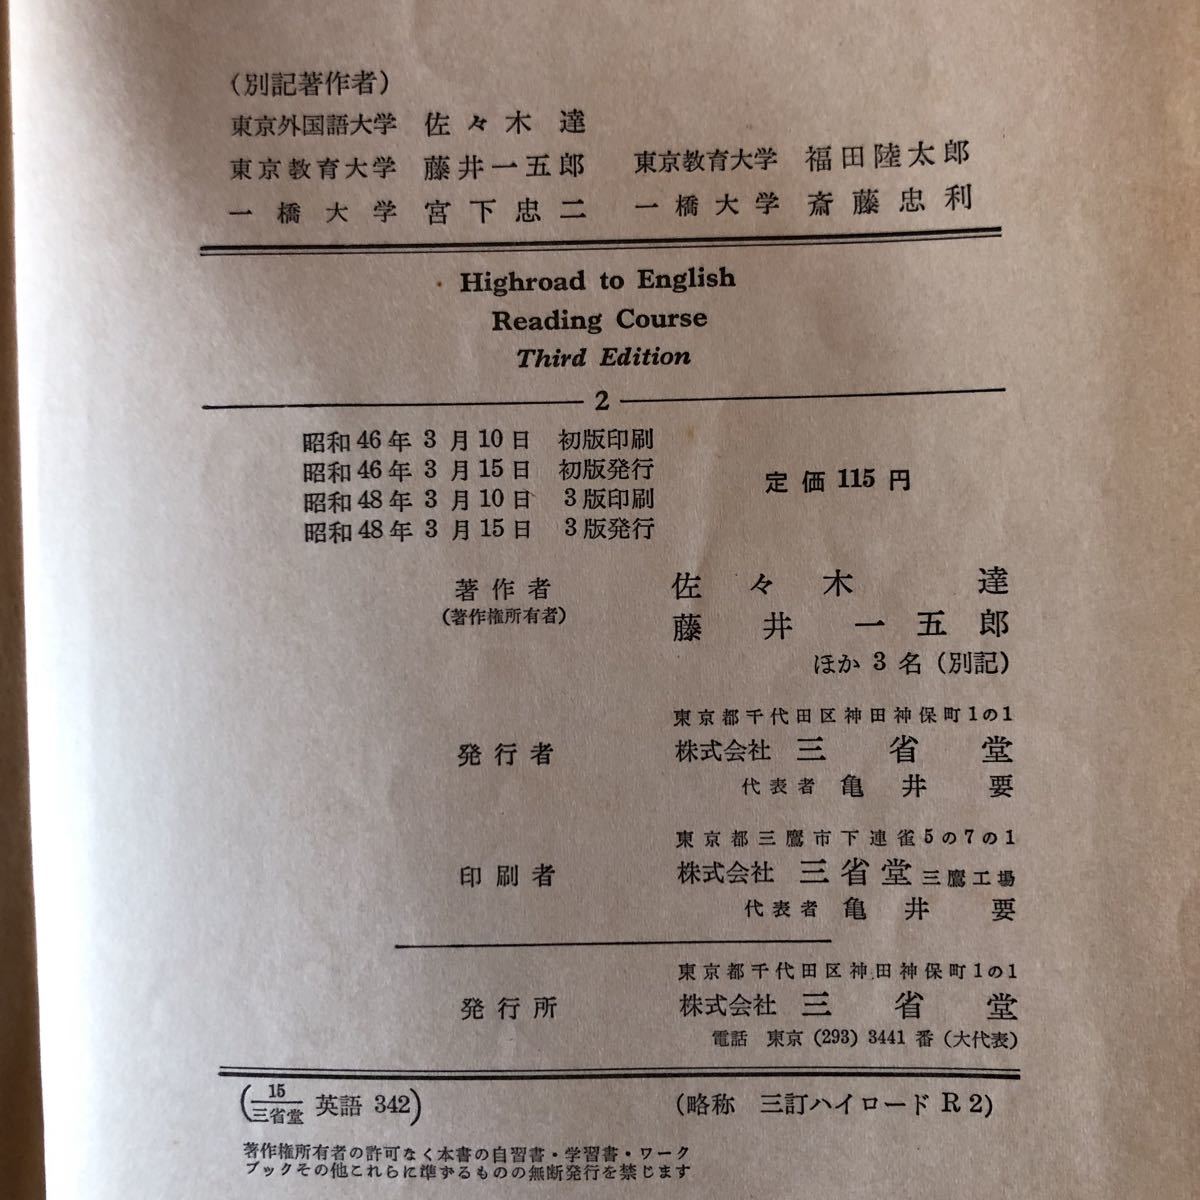 (別記著作者)
東京外国語大学 佐々木達
東京教育大学 藤井一五郎 東京教育大学 福田陸太郎
一橋大学 宮下忠二 一橋大学 斎藤忠利
Highroad to English
Reading Course
Third Edition
2
昭和46年3月10日 初版印刷
昭和46年3月15日 初版発行
昭和48年3月10日 3版印刷
昭和48年3月15日 3版発行
定価115円
著作者 佐々木達
(著作権所有者) 藤井一五郎
ほか3名(別記)
東京都千代田区神田神保町1の1
発行者 株式会社 三省堂
代表者 亀井要
東京都三鷹市下連雀5の7の1
印刷者 株式会社 三省堂 三鷹工場
代表者 亀井要
東京都千代田区神田神保町1の1
発行所 株式会社 三省堂
電話 東京 (293) 3441 番 (大代表)
(15/三省堂 英語 342) (略称 三訂ハイロード R2)
著作権所有者の許可なく本書の自習書・学習書・ワーク
ブックその他これらに準ずるものの無断発行を禁じます